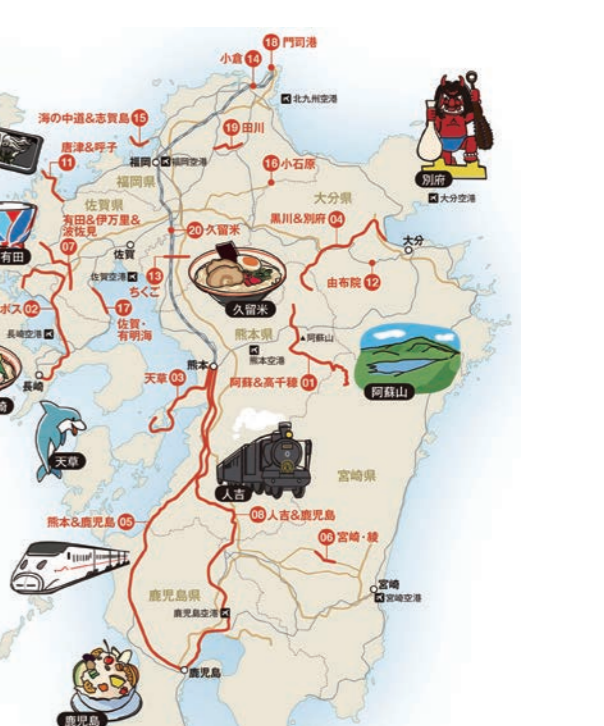 18 門司港
小倉 14
北九州空港
海の中道&志賀島 15
19 田川
唐津&呼子
11
福岡
福岡空港
福岡県
16 小石原
別府
大分空港
佐賀県
大分県
有田&伊万里&
波佐見
07
黒川&別府 04
20 久留米
大分
有田
佐賀
佐賀空港
13
ちくご
由布院 12
ボス 02
17
佐賀・
有明海
久留米
長崎空港
熊本県
阿蘇山
熊本空港
熊本
長崎
天草 03
阿蘇&高千穂 01
阿蘇山
崎
天草
人吉
宮崎県
熊本&鹿児島 05
08 人吉&鹿児島
06 宮崎・綾
宮崎
宮崎空港
鹿児島県
鹿児島空港
鹿児島
鹿児島